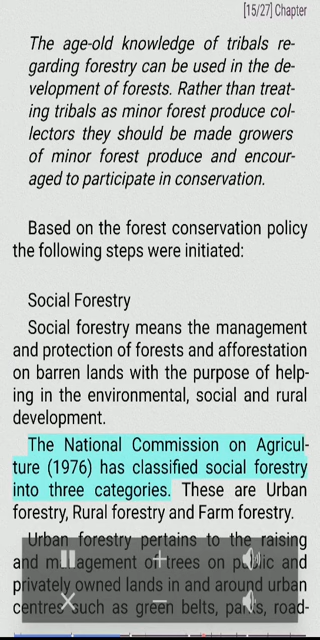 [15/27] Chapter
The age-old knowledge of tribals re-
garding forestry can be used in the de-
velopment of forests. Rather than treat-
ing tribals as minor forest produce col-
lectors they should be made growers
of minor forest produce and encour-
aged to participate in conservation.
Based on the forest conservation policy
the following steps were initiated:
Social Forestry
Social forestry means the management
and protection of forests and afforestation
on barren lands with the purpose of help-
ing in the environmental, social and rural
development.
The National Commission on Agricul-
ture (1976) has classified social forestry
into three categories. These are Urban
forestry, Rural forestry and Farm forestry.
Urban forestry pertains to the raising
and management of trees on public and
privately owned lands in and around urban
centres such as green belts, parks, road-